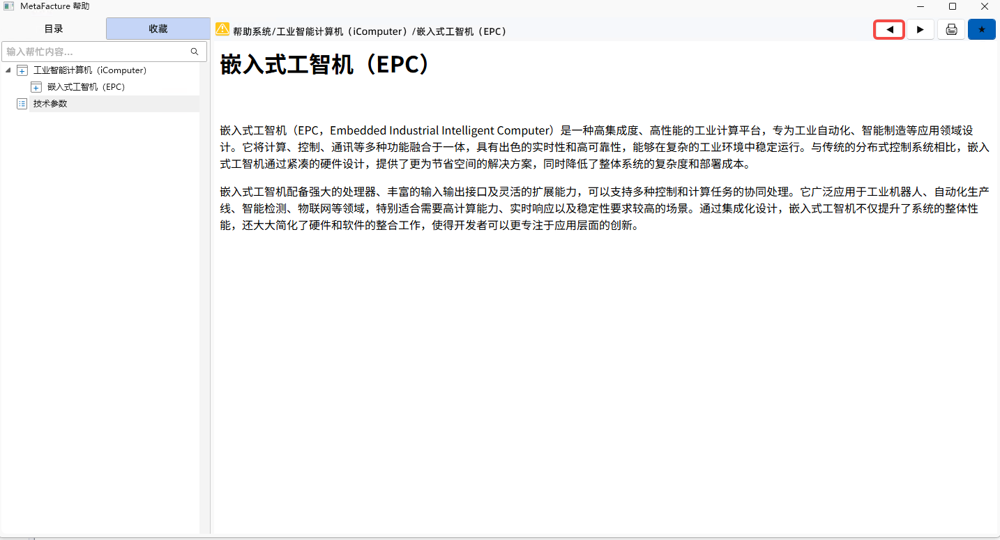 MetaFacture 帮助
目录
收藏
帮助系统/工业智能计算机（iComputer）/嵌入式工智机（EPC）
输入帮忙内容...
工业智能计算机（iComputer）
嵌入式工智机（EPC）
技术参数
嵌入式工智机（EPC）
嵌入式工智机（EPC，Embedded Industrial Intelligent Computer）是一种高集成度、高性能的工业计算平台，专为工业自动化、智能制造等应用领域设
计。它将计算、控制、通讯等多种功能融合于一体，具有出色的实时性和高可靠性，能够在复杂的工业环境中稳定运行。与传统的分布式控制系统相比，嵌入
式工智机通过紧凑的硬件设计，提供了更为节省空间的解决方案，同时降低了整体系统的复杂度和部署成本。
嵌入式工智机配备强大的处理器、丰富的输入输出接口及灵活的扩展能力，可以支持多种控制和计算任务的协同处理。它广泛应用于工业机器人、自动化生产
线、智能检测、物联网等领域，特别适合需要高计算能力、实时响应以及稳定性要求较高的场景。通过集成化设计，嵌入式工智机不仅提升了系统的整体性
能，还大大简化了硬件和软件的整合工作，使得开发者可以更专注于应用层面的创新。